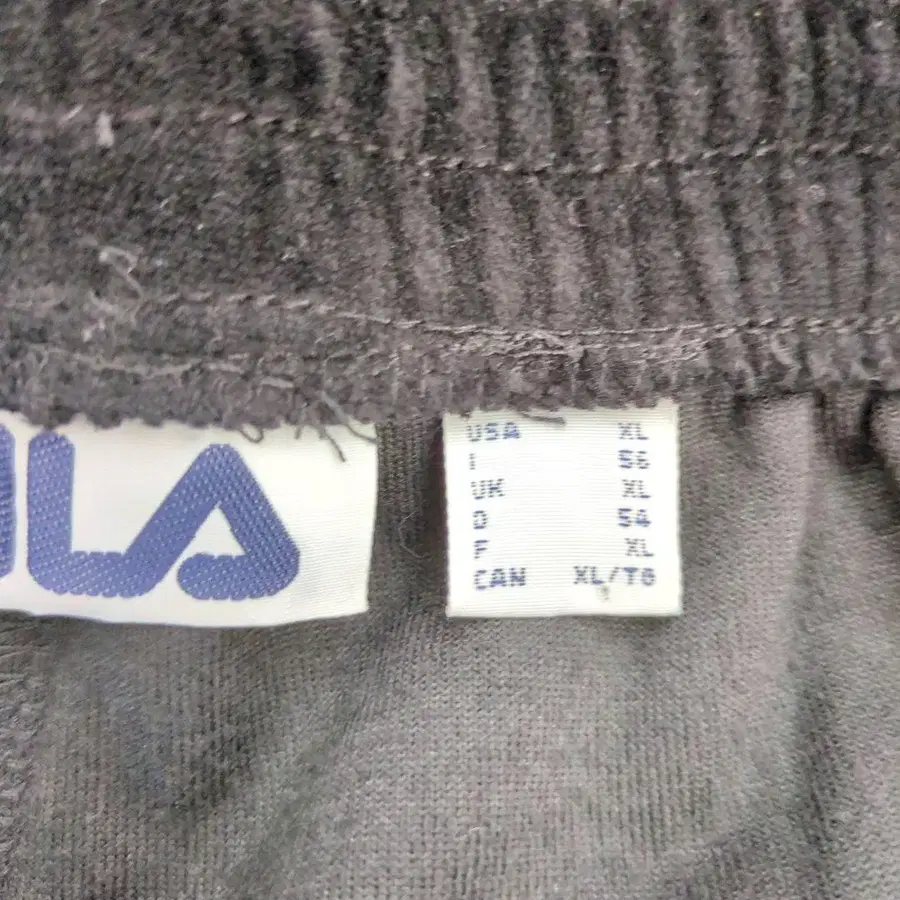 ILA
USA XL
I 56
UK XL
D 54
F XL
CAN XL/TG